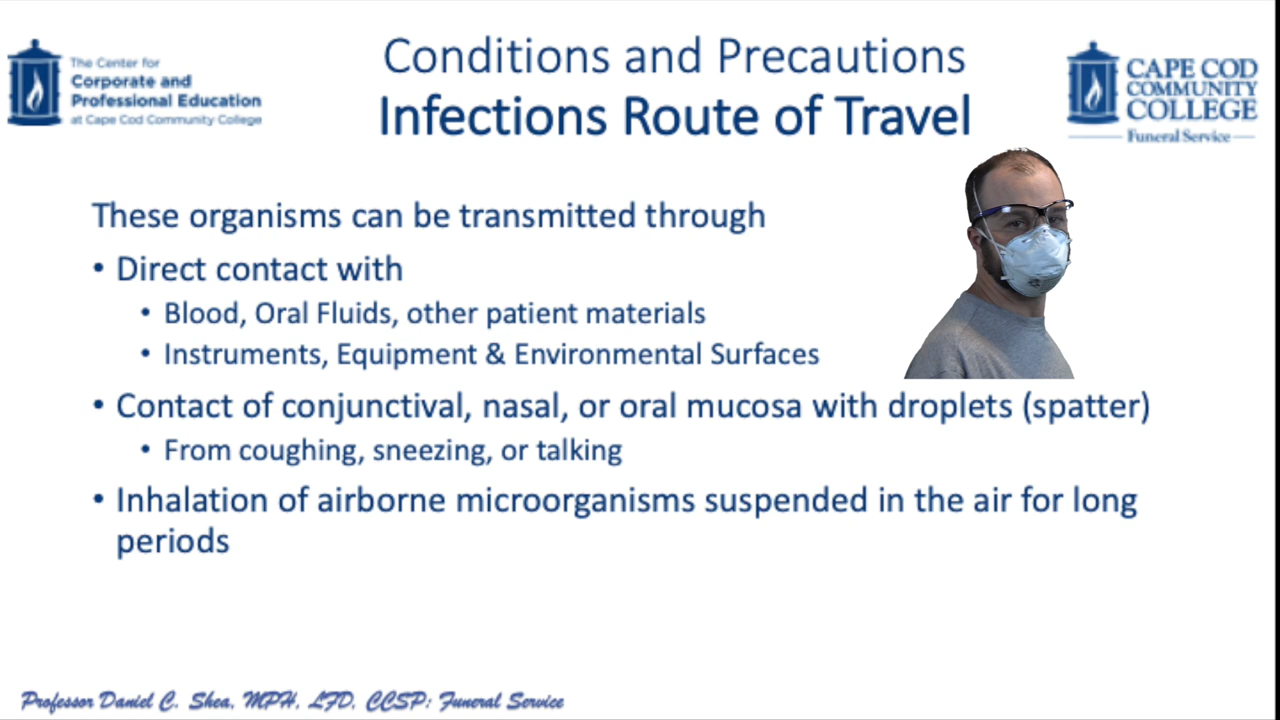 The Center for
Corporate and
Professional Education
at Cape Cod Community College
Conditions and Precautions
Infections Route of Travel
CAPE COD
COMMUNITY
COLLEGE
Funeral Service
These organisms can be transmitted through
• Direct contact with
• Blood, Oral Fluids, other patient materials
• Instruments, Equipment & Environmental Surfaces
• Contact of conjunctival, nasal, or oral mucosa with droplets (spatter)
• From coughing, sneezing, or talking
• Inhalation of airborne microorganisms suspended in the air for long
periods
Professor Daniel C. Shea, MPH, LFD, CCSP: Funeral Service